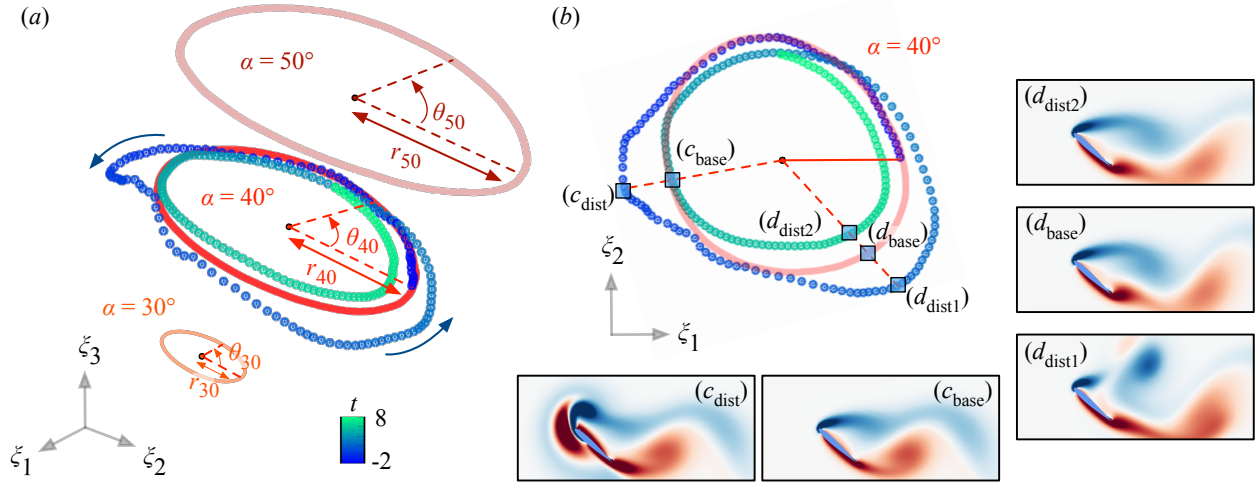 (a)
α = 50°
θ50
r50
α = 40°
θ40
r40
α = 30°
θ30
r30
ξ3
ξ1
ξ2
t
8
-2
(b)
α = 40°
(cbase)
(cdist)
(ddist2)
(dbase)
(ddist1)
ξ2
ξ1
(ddist2)
(dbase)
(ddist1)
(cdist)
(cbase)